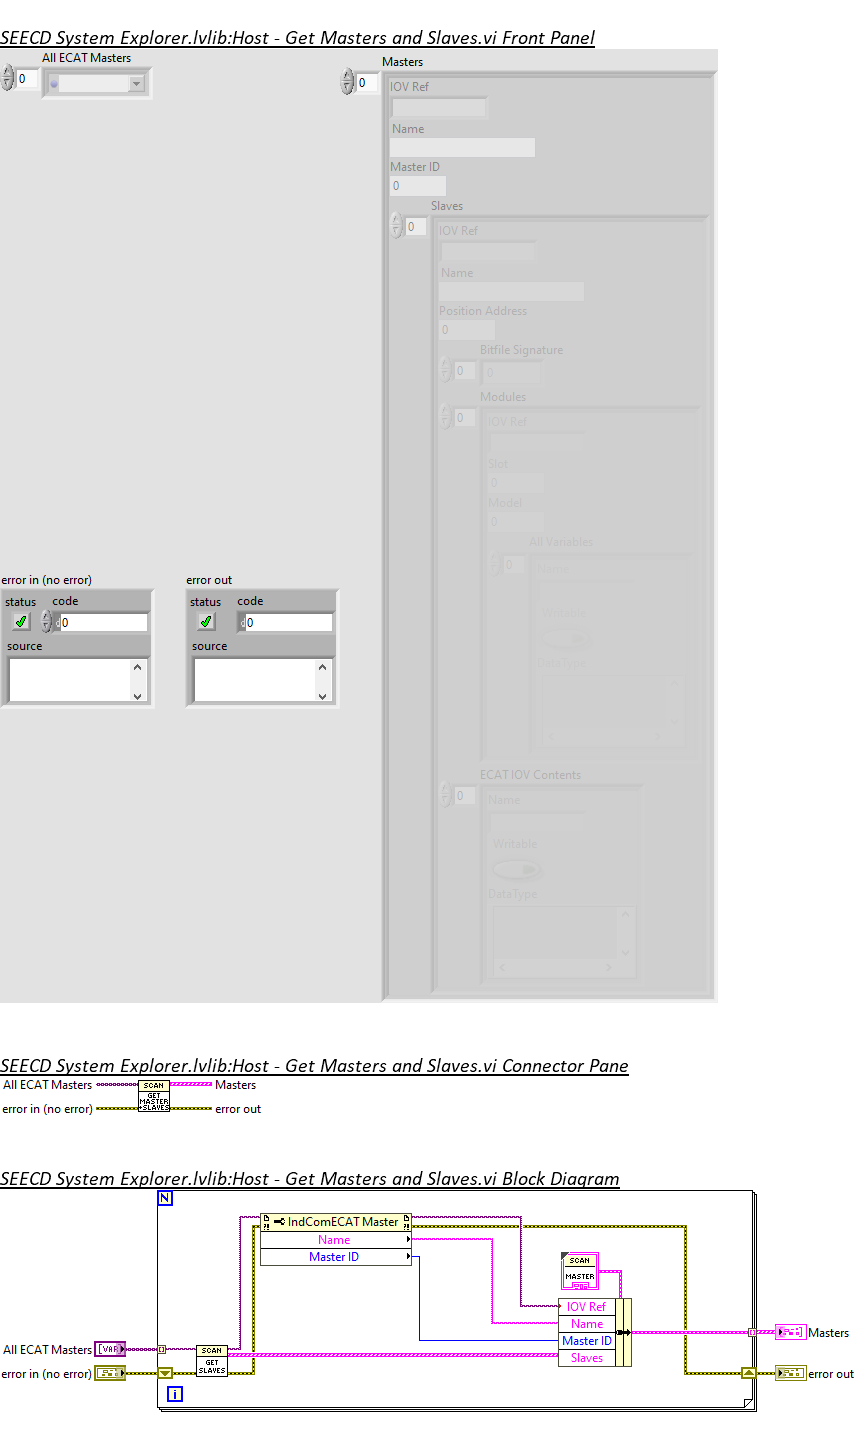 SEECD System Explorer.lvlib:Host - Get Masters and Slaves.vi Front Panel
All ECAT Masters
0
Masters
0
IOV Ref
Name
Master ID
0
Slaves
0
IOV Ref
Name
Position Address
0
Bitfile Signature
0
0
Modules
0
IOV Ref
Slot
0
Model
0
All Variables
0
Name
Writable
DataType
error in (no error)
status
code
d0
source
error out
status
code
d0
source
ECAT IOV Contents
0
Name
Writable
DataType
SEECD System Explorer.lvlib:Host - Get Masters and Slaves.vi Connector Pane
All ECAT Masters
SCAN
GET
MASTER
+SLAVES
Masters
error in (no error)
error out
SEECD System Explorer.lvlib:Host - Get Masters and Slaves.vi Block Diagram
N
IndComECAT Master
Name
Master ID
SCAN
MASTER
IOV Ref
Name
Master ID
Slaves
Masters
All ECAT Masters
[VAR]
SCAN
GET
SLAVES
error in (no error)
error out
i